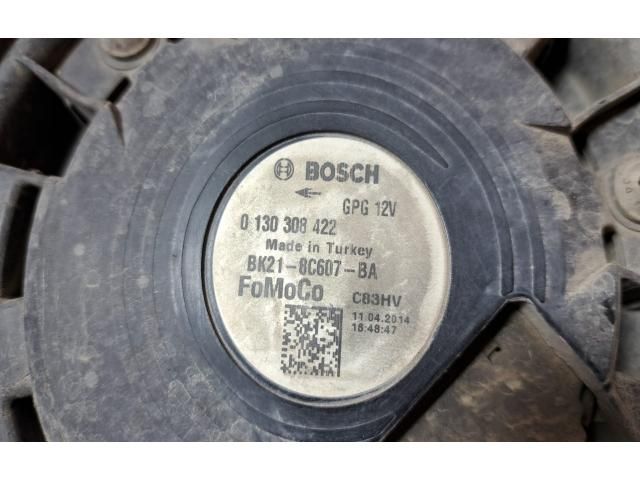 BOSCH
GPG 12V
0 130 308 422
Made in Turkey
BK21-8C607-BA
FoMoCo C83HV
11.04.2014
16:48:47